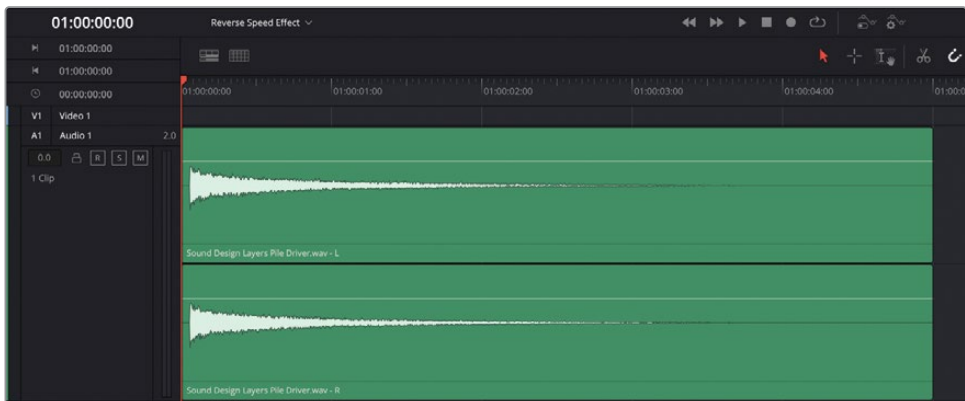 01:00:00:00 Reverse Speed Effect
01:00:00:00
01:00:00:00
00:00:00:00
01:00:00:00 01:00:01:00 01:00:02:00 01:00:03:00 01:00:04:00 01:00:0
V1 Video 1
A1 Audio 1 2.0
0.0 R S M
1 Clip
Sound Design Layers Pile Driver.wav - L
Sound Design Layers Pile Driver.wav - R